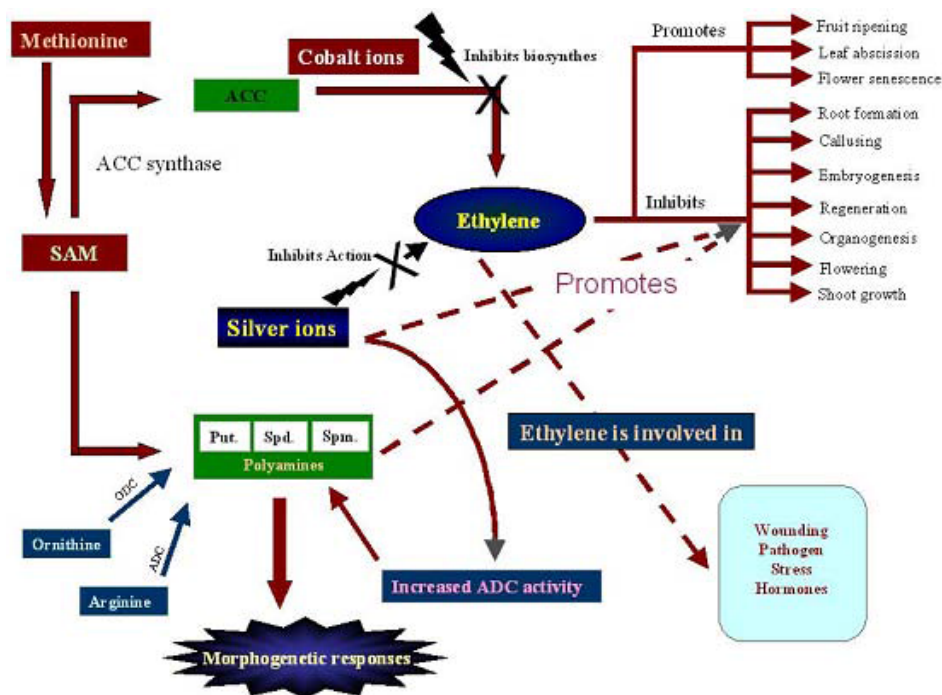 Methionine
Cobalt ions
Inhibits biosynthes
Promotes
Fruit ripening
Leaf abscission
Flower senescence
ACC
ACC synthase
Root formation
Callusing
Embryogenesis
Regeneration
Organogenesis
Flowering
Shoot growth
SAM
Ethylene
Inhibits
Inhibits Action
Promotes
Silver ions
Put. Spd. Spm.
Polyamines
Ethylene is involved in
ODC
Ornithine
ADC
Arginine
Increased ADC activity
Wounding
Pathogen
Stress
Hormones
Morphogenetic responses